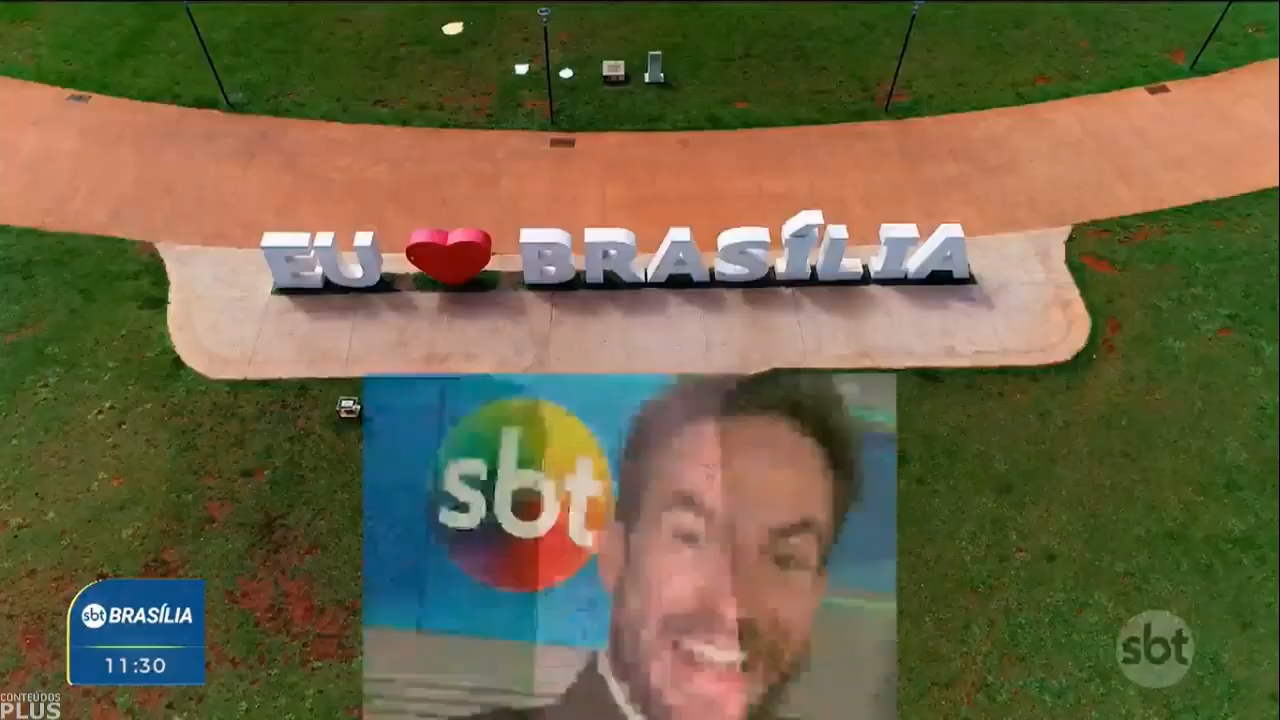 EU BRASÍLIA
sbt
sbt BRASÍLIA
11:30
sbt
CONTEÚDOS
PLUS